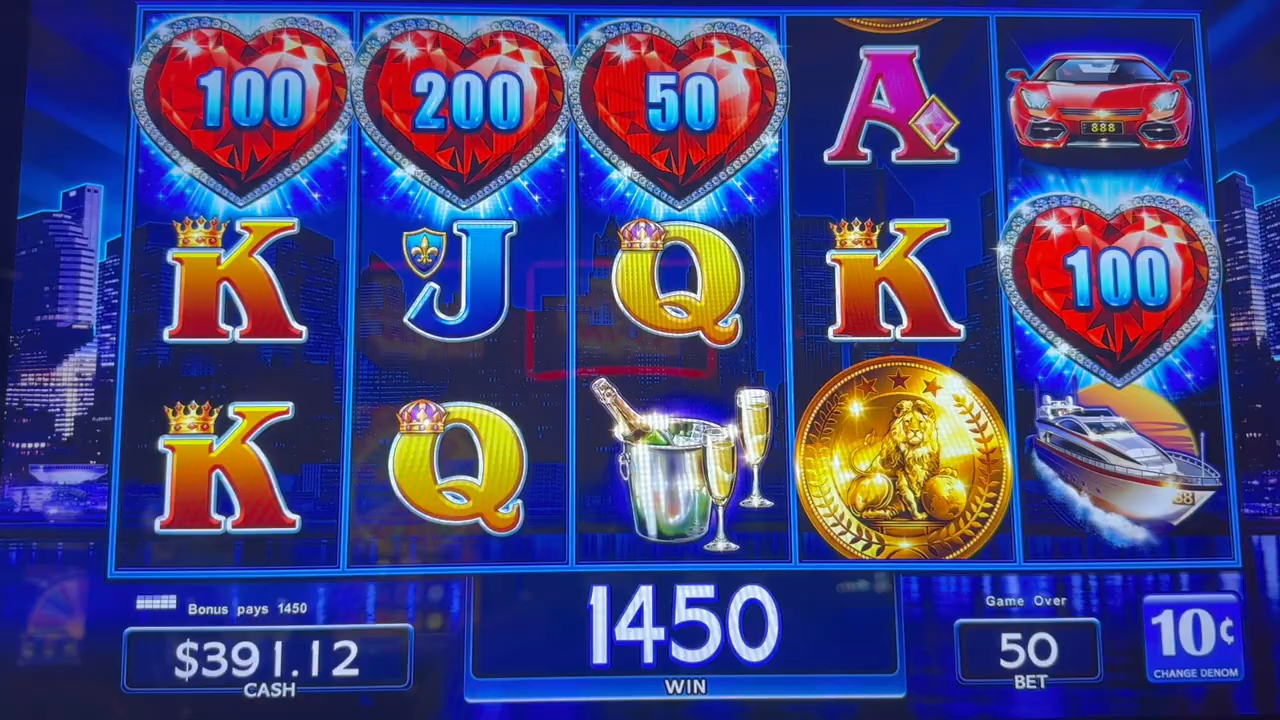 100 200 50 A
888
K J Q K 100
K Q
88
Bonus pays 1450
$391.12
CASH
1450
WIN
Game Over
50
BET
10¢
CHANGE DENOM